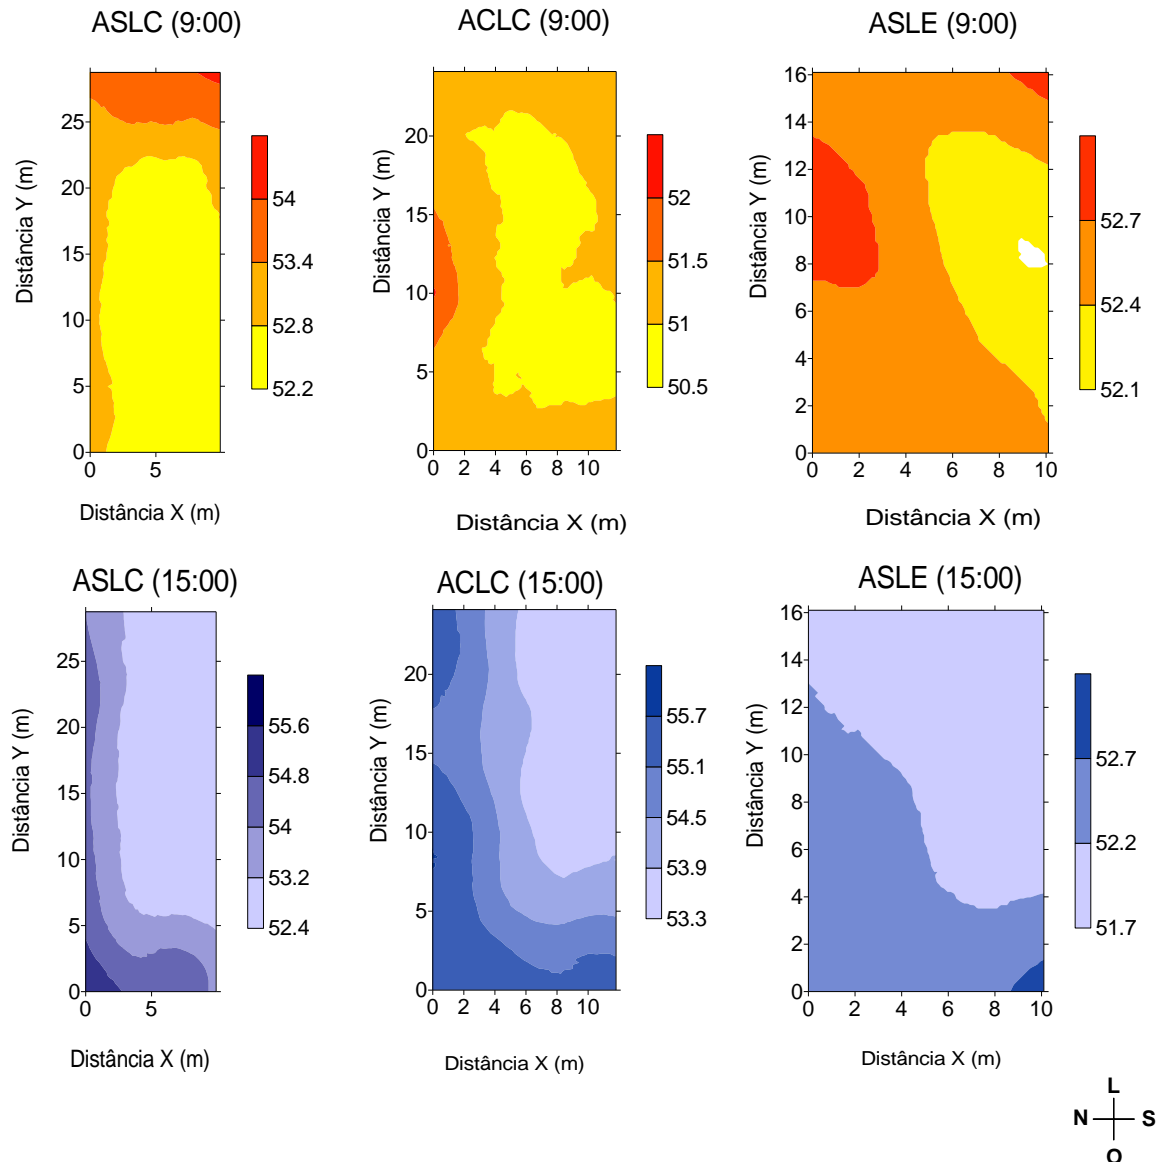 ASLC (9:00)
ACLC (9:00)
ASLE (9:00)
Distância Y (m)
25
20
15
10
5
0
0
5
Distância X (m)
54
53.4
52.8
52.2
Distância Y (m)
20
15
10
5
0
0 2 4 6 8 10
Distância X (m)
52
51.5
51
50.5
Distância Y (m)
16
14
12
10
8
6
4
2
0
0 2 4 6 8 10
Distância X (m)
52.7
52.4
52.1
ASLC (15:00)
ACLC (15:00)
ASLE (15:00)
Distância Y (m)
25
20
15
10
5
0
0 5
Distância X (m)
55.6
54.8
54
53.2
52.4
Distância Y (m)
20
15
10
5
0
0 2 4 6 8 10
Distância X (m)
55.7
55.1
54.5
53.9
53.3
Distância Y (m)
16
14
12
10
8
6
4
2
0
0 2 4 6 8 10
Distância X (m)
52.7
52.2
51.7
L
N S
O